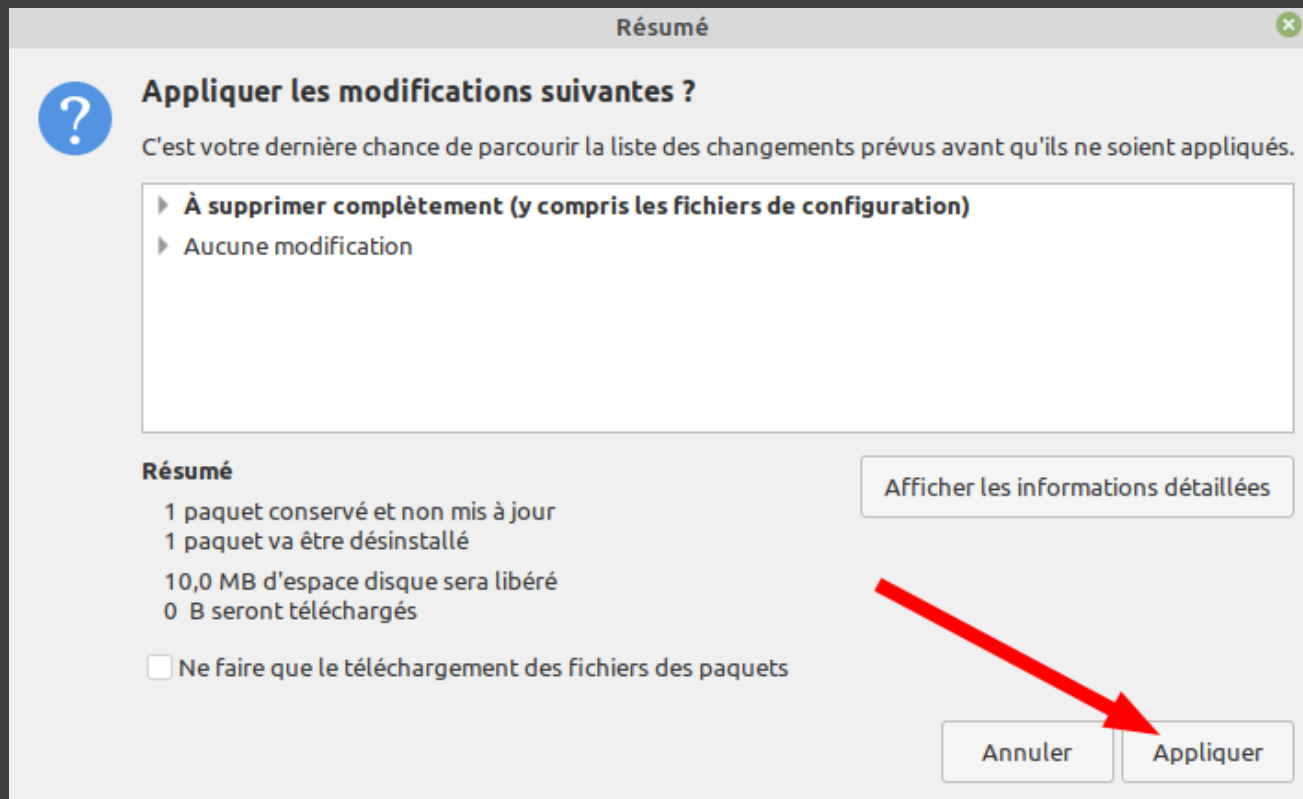 Résumé
Appliquer les modifications suivantes ?
C'est votre dernière chance de parcourir la liste des changements prévus avant qu'ils ne soient appliqués.
À supprimer complètement (y compris les fichiers de configuration)
Aucune modification
Résumé
Afficher les informations détaillées
1 paquet conservé et non mis à jour
1 paquet va être désinstallé
10,0 MB d'espace disque sera libéré
0  B seront téléchargés
Ne faire que le téléchargement des fichiers des paquets
Annuler
Appliquer